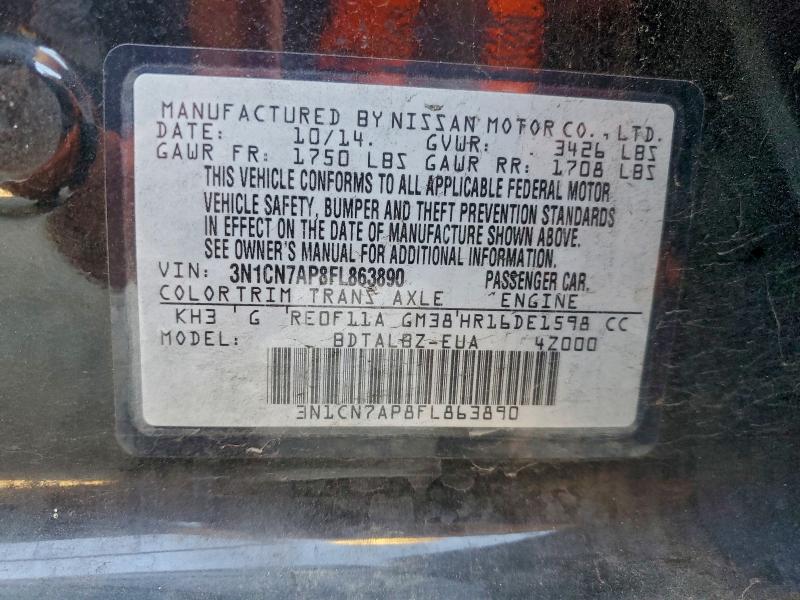 MANUFACTURED BY NISSAN MOTOR CO., LTD.
DATE: 10/14. GVWR: 3426 LBS
GAWR FR: 1750 LBS GAWR RR: 1708 LBS
THIS VEHICLE CONFORMS TO ALL APPLICABLE FEDERAL MOTOR
VEHICLE SAFETY, BUMPER AND THEFT PREVENTION STANDARDS
IN EFFECT ON THE DATE OF MANUFACTURE SHOWN ABOVE.
SEE OWNER'S MANUAL FOR ADDITIONAL INFORMATION.
VIN: 3N1CN7AP8FL863890 PASSENGER CAR.
COLORTRIM TRANS AXLE ENGINE
KH3 G RE0F11A GM38 HR16DE1598 CC
MODEL: BDTALBZ-EUA 4Z000
3N1CN7AP8FL863890